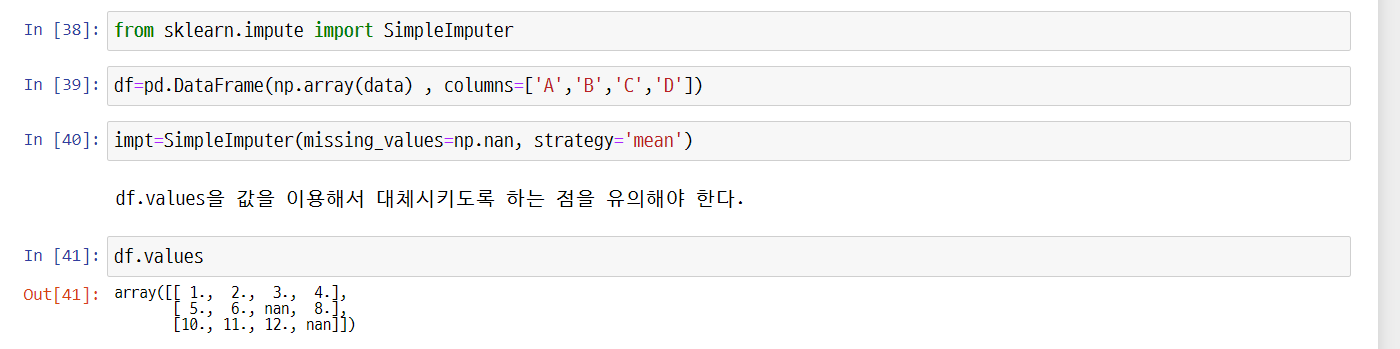 In [38]: from sklearn.impute import SimpleImputer
In [39]: df=pd.DataFrame(np.array(data) , columns=['A','B','C','D'])
In [40]: impt=SimpleImputer(missing_values=np.nan, strategy='mean')
df.values을 값을 이용해서 대체시키도록 하는 점을 유의해야 한다.
In [41]: df.values
Out[41]: array([[ 1.,  2.,  3.,  4.],
[ 5.,  6., nan,  8.],
[10., 11., 12., nan]])